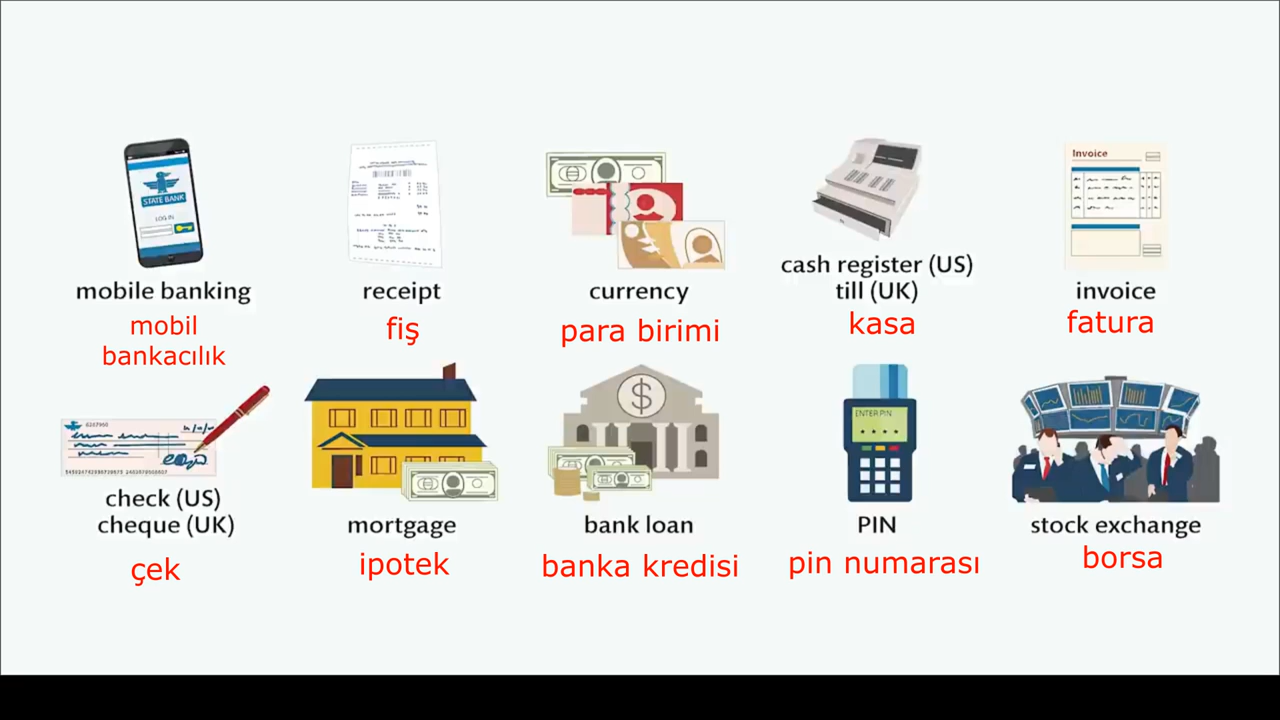 STATE BANK
LOG IN
mobile banking
mobil
bankacılık
receipt
fiş
currency
para birimi
cash register (US)
till (UK)
kasa
Invoice
invoice
fatura
check (US)
cheque (UK)
çek
mortgage
ipotek
$
bank loan
banka kredisi
ENTER PIN
PIN
pin numarası
stock exchange
borsa